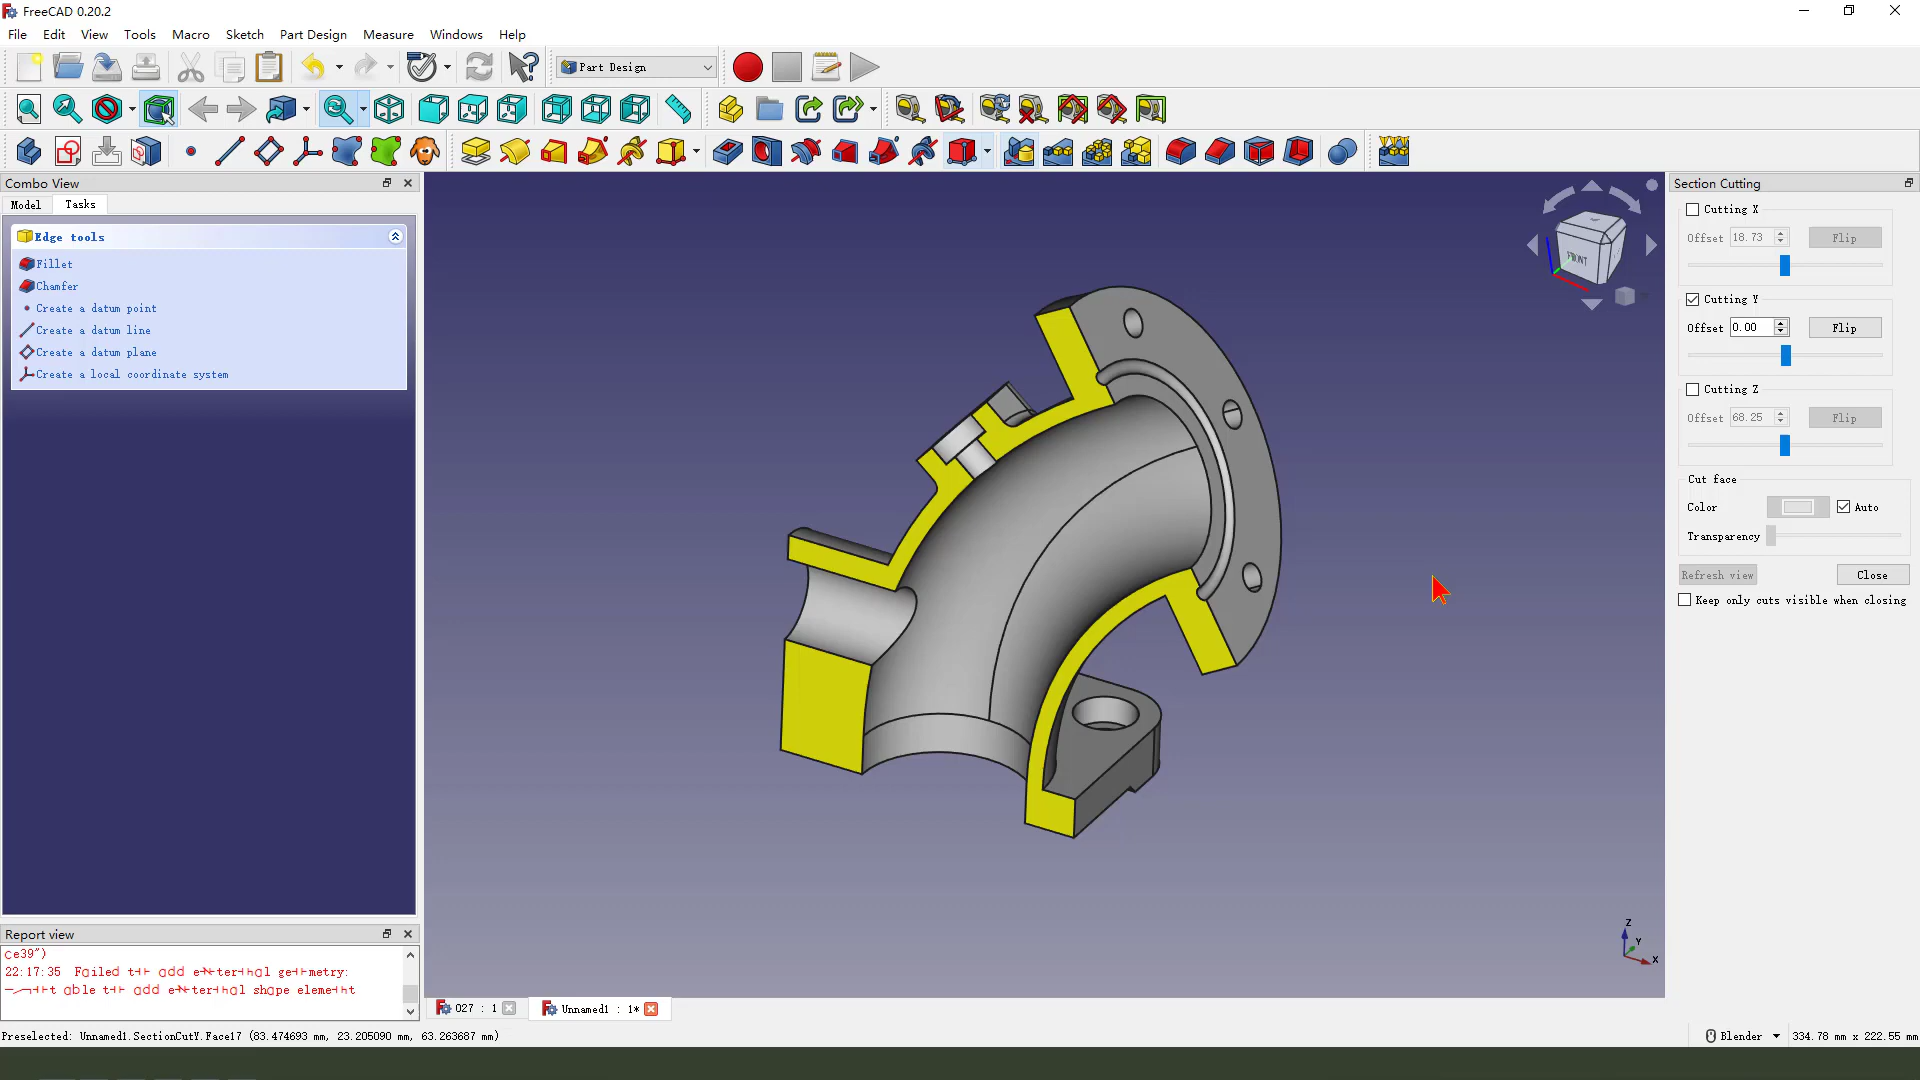 FreeCAD 0.20.2
File Edit View Tools Macro Sketch Part Design Measure Windows Help
Part Design
Combo View
Model Tasks
Edge tools
Fillet
Chamfer
Create a datum point
Create a datum line
Create a datum plane
Create a local coordinate system
Report view
ce39")
22:17:35
FRONT
Z
Y
X
Section Cutting
Cutting X
Offset 18.73 Flip
Cutting Y
Offset 0.00 Flip
Cutting Z
Offset 68.25 Flip
Cut face
Color Auto
Transparency
Refresh view Close
Keep only cuts visible when closing
027 : 1 Unnamed1 : 1*
Preselected: Unnamed1.SectionCutY.Face17 (83.474693 mm, 23.205090 mm, 63.263687 mm)
Blender 334.78 mm x 222.55 mm